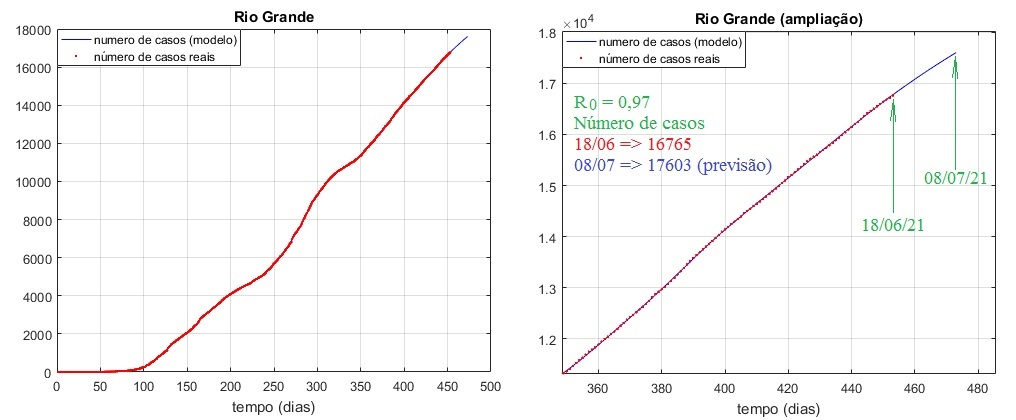 Rio Grande
18000
16000
14000
12000
10000
8000
6000
4000
2000
0
numero de casos (modelo)
número de casos reais
0 50 100 150 200 250 300 350 400 450 500
tempo (dias)
Rio Grande (ampliação)
×10⁴
1.8
1.7
1.6
1.5
1.4
1.3
1.2
numero de casos (modelo)
número de casos reais
R0 = 0,97
Número de casos
18/06 => 16765
08/07 => 17603 (previsão)
08/07/21
18/06/21
360 380 400 420 440 460 480
tempo (dias)